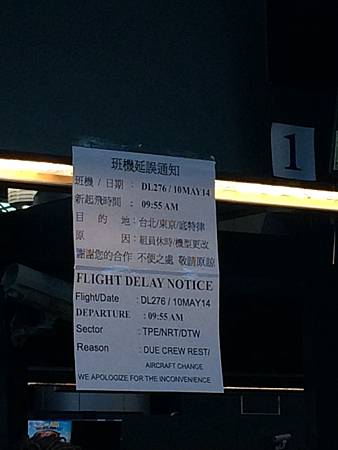 班機延誤通知
班機 / 日期 : DL276 / 10MAY14
新起飛時間 : 09:55 AM
目 的 地 : 台北/東京/底特律
原 因 : 組員休時/機型更改
謝謝您的合作 不便之處 敬請原諒
FLIGHT DELAY NOTICE
Flight/Date : DL276 / 10MAY14
DEPARTURE : 09:55 AM
Sector : TPE/NRT/DTW
Reason : DUE CREW REST/
AIRCRAFT CHANGE
WE APOLOGIZE FOR THE INCONVENIENCE
1